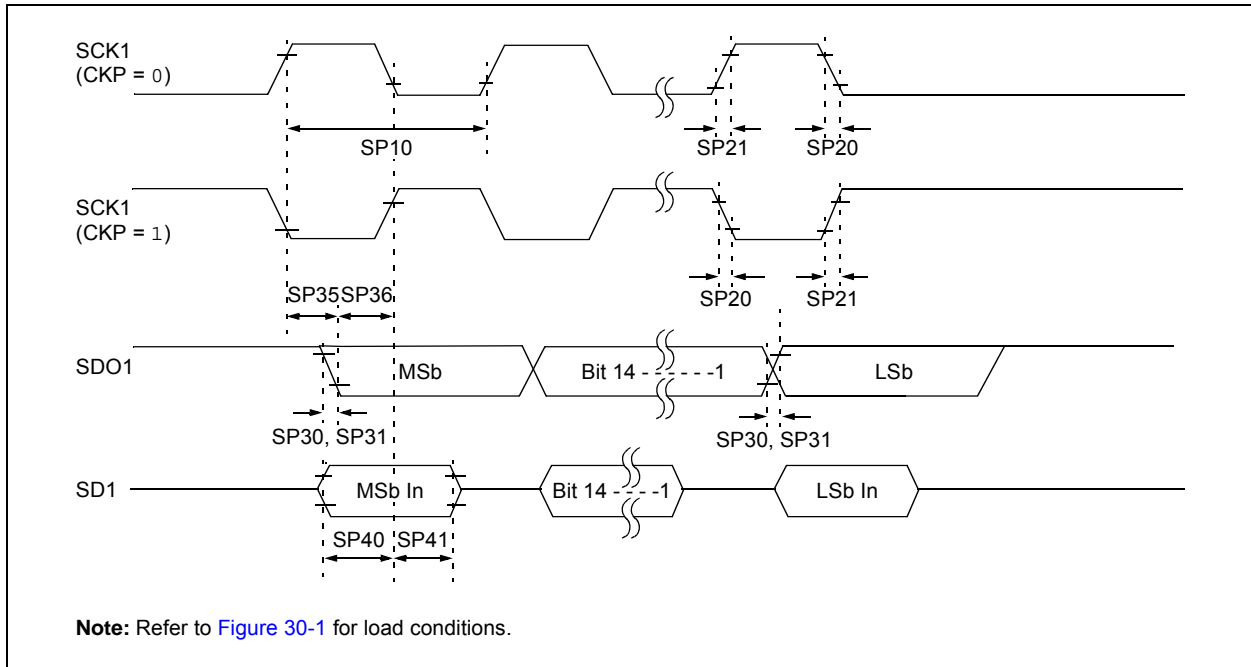 SCK1
(CKP = 0)
SP10
SP21
SP20
SCK1
(CKP = 1)
SP20
SP21
SP35
SP36
SDO1
MSb
Bit 14 - - - - - -1
LSb
SP30, SP31
SP30, SP31
SD1
MSb In
Bit 14 - - - - -1
LSb In
SP40
SP41
Note: Refer to Figure 30-1 for load conditions.